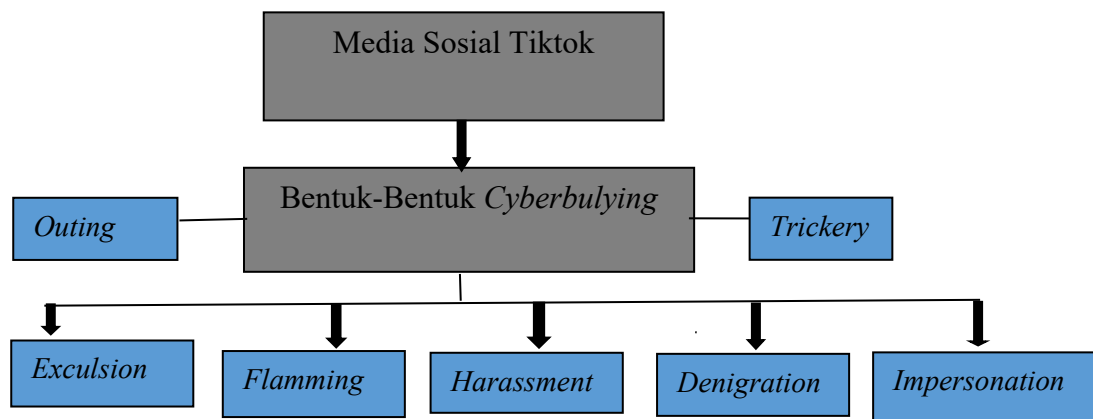 Media Sosial Tiktok
Bentuk-Bentuk Cyberbulying
Outing
Trickery
Exculsion
Flamming
Harassment
Denigration
Impersonation